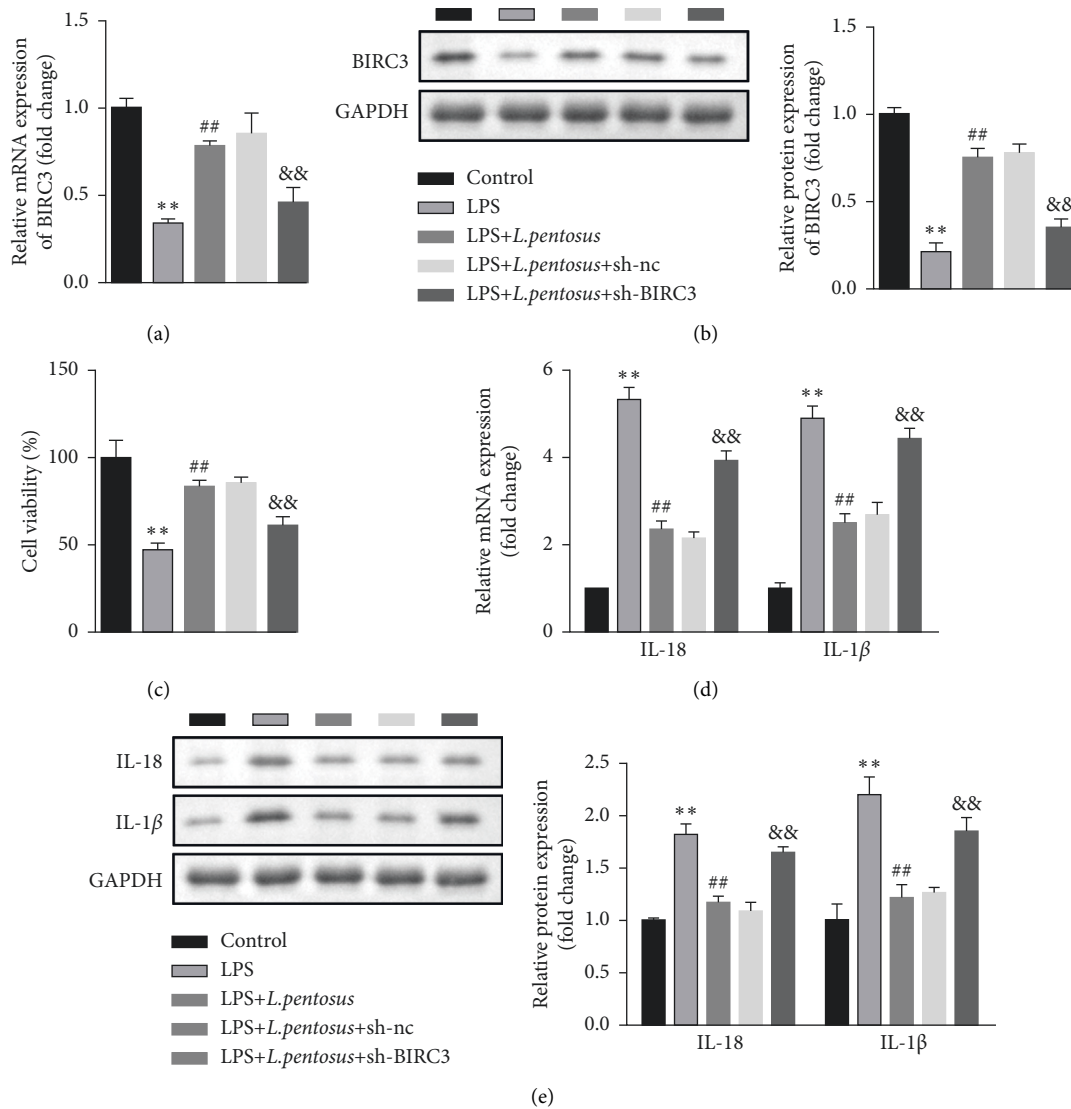 Relative mRNA expression
of BIRC3 (fold change)
1.5
1.0
0.5
0.0
**
##
&&
(a)
BIRC3
GAPDH
Control
LPS
LPS+L.pentosus
LPS+L.pentosus+sh-nc
LPS+L.pentosus+sh-BIRC3
Relative protein expression
of BIRC3 (fold change)
1.5
1.0
0.5
0.0
**
##
&&
(b)
Cell viability (%)
150
100
50
0
**
##
&&
(c)
Relative mRNA expression
(fold change)
6
4
2
0
**
##
&&
**
##
&&
IL-18
IL-1β
(d)
IL-18
IL-1β
GAPDH
Control
LPS
LPS+L.pentosus
LPS+L.pentosus+sh-nc
LPS+L.pentosus+sh-BIRC3
Relative protein expression
(fold change)
2.5
2.0
1.5
1.0
0.5
0.0
**
##
&&
**
##
&&
IL-18
IL-1β
(e)